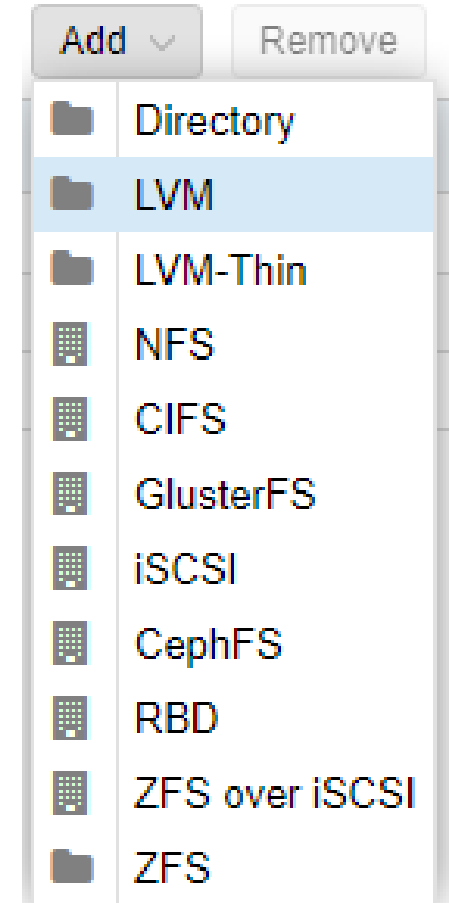 Add Remove
Directory
LVM
LVM-Thin
NFS
CIFS
GlusterFS
iSCSI
CephFS
RBD
ZFS over iSCSI
ZFS